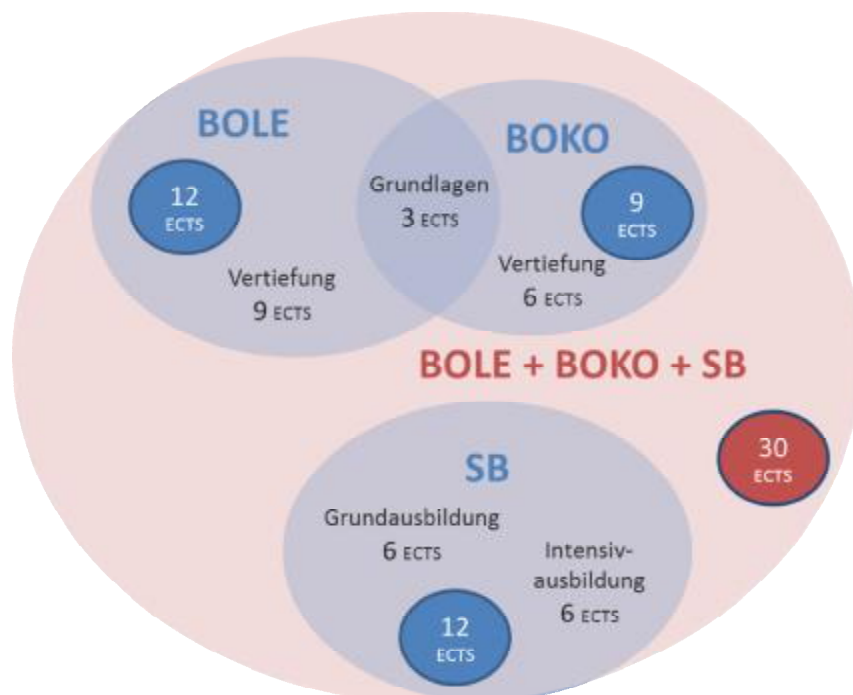 BOLE
12
ECTS
Vertiefung
9 ECTS
Grundlagen
3 ECTS
BOKO
9
ECTS
Vertiefung
6 ECTS
BOLE + BOKO + SB
30
ECTS
SB
Grundausbildung
6 ECTS
Intensiv-
ausbildung
6 ECTS
12
ECTS